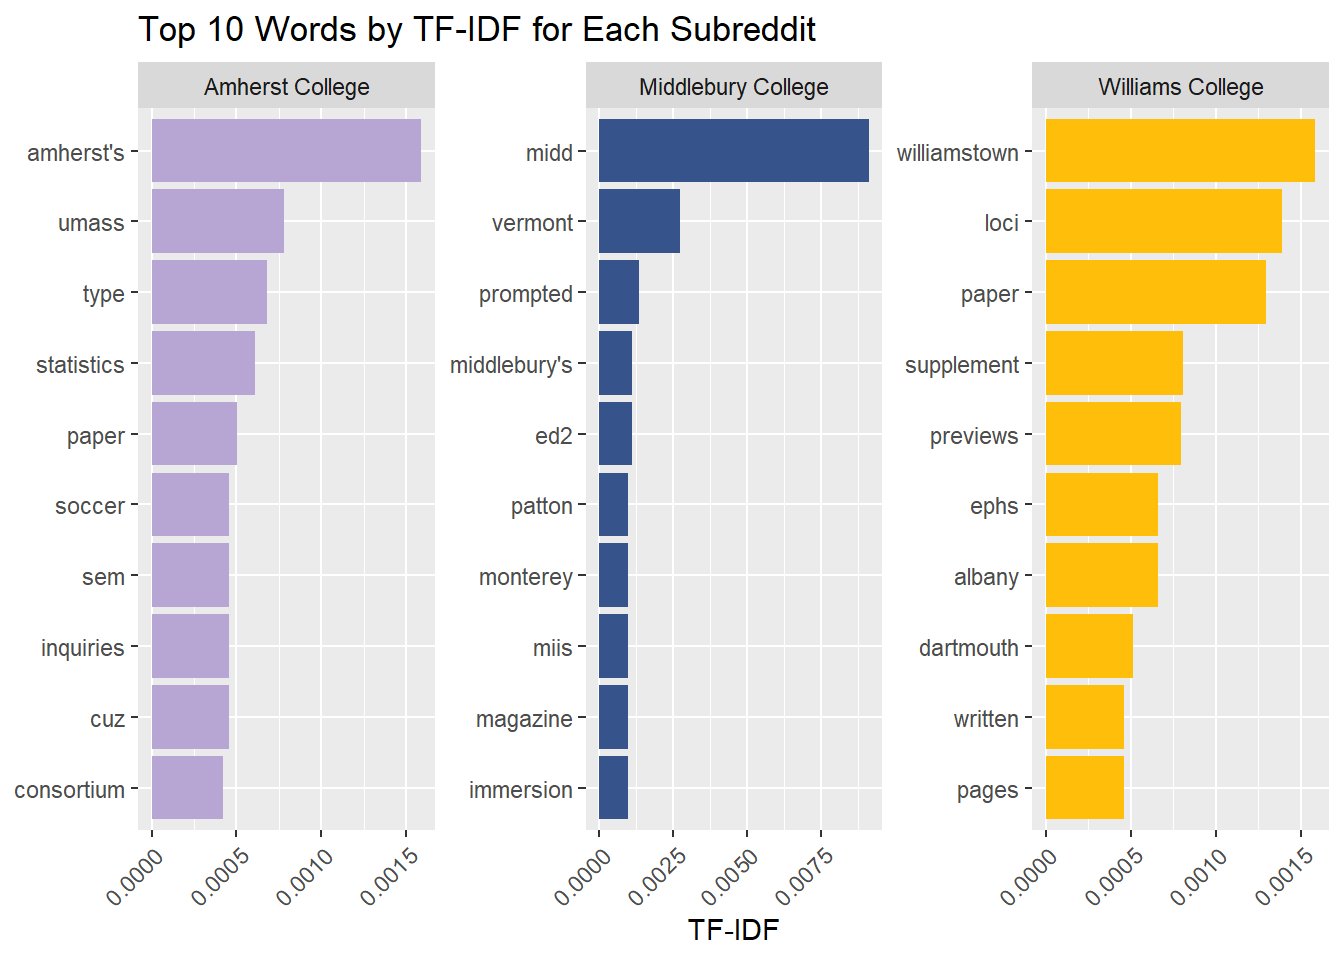 Top 10 Words by TF-IDF for Each Subreddit
Amherst College
amherst's
umass
type
statistics
paper
soccer
sem
inquiries
cuz
consortium
0.0000
0.0005
0.0010
0.0015
Middlebury College
midd
vermont
prompted
middlebury's
ed2
patton
monterey
miis
magazine
immersion
0.0000
0.0025
0.0050
0.0075
Williams College
williamstown
loci
paper
supplement
previews
ephs
albany
dartmouth
written
pages
0.0000
0.0005
0.0010
0.0015
TF-IDF